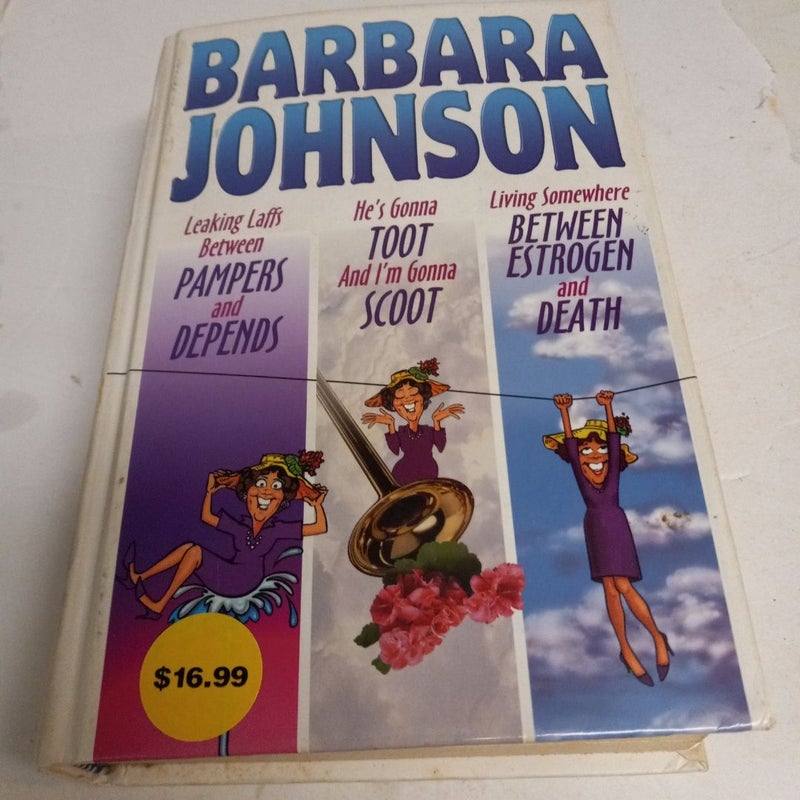 BARBARA
JOHNSON
Leaking Laffs
Between
PAMPERS
and
DEPENDS
He's Gonna
TOOT
And I'm Gonna
SCOOT
Living Somewhere
BETWEEN
ESTROGEN
and
DEATH
$16.99